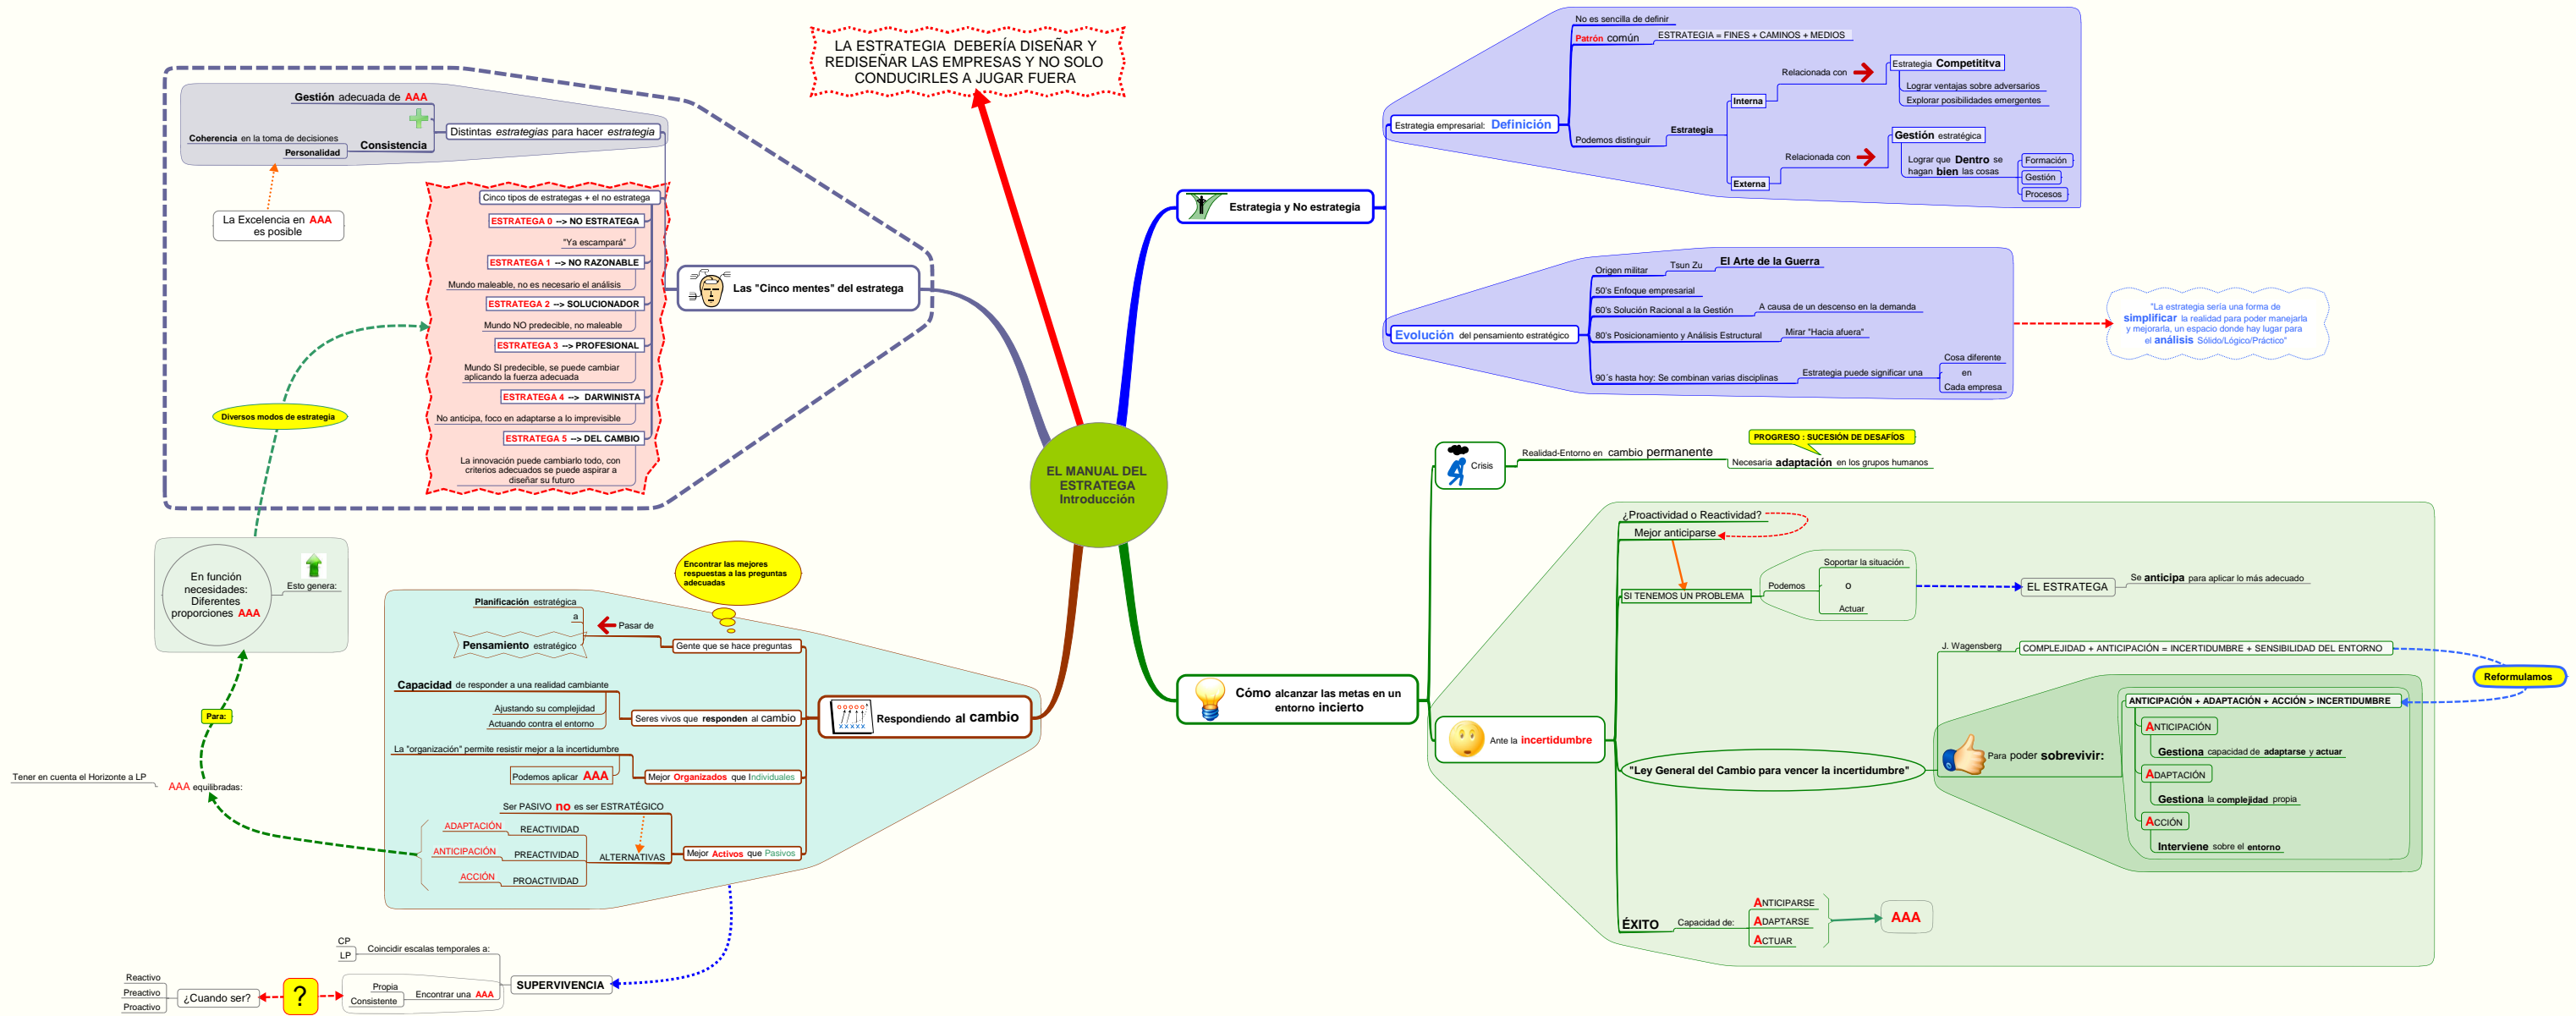 LA ESTRATEGIA DEBERÍA DISEÑAR Y
REDISEÑAR LAS EMPRESAS Y NO SOLO
CONDUCIRLES A JUGAR FUERA
EL MANUAL DEL
ESTRATEGA
Introducción
Estrategia y No estrategia
Estrategia empresarial: Definición
No es sencilla de definir
Patrón común
ESTRATEGIA = FINES + CAMINOS + MEDIOS
Podemos distinguir
Estrategia
Interna
Relacionada con
Estrategia Competititva
Lograr ventajas sobre adversarios
Explorar posibilidades emergentes
Externa
Relacionada con
Gestión estratégica
Lograr que Dentro se
hagan bien las cosas
Formación
Gestión
Procesos
Evolución del pensamiento estratégico
Origen militar
Tsun Zu
El Arte de la Guerra
50's Enfoque empresarial
60's Solución Racional a la Gestión
A causa de un descenso en la demanda
80's Posicionamiento y Análisis Estructural
Mirar "Hacia afuera"
90´s hasta hoy: Se combinan varias disciplinas
Estrategia puede significar una
Cosa diferente
en
Cada empresa
"La estrategia sería una forma de
simplificar la realidad para poder manejarla
y mejorarla, un espacio donde hay lugar para
el análisis Sólido/Lógico/Práctico"
Cómo alcanzar las metas en un
entorno incierto
Crisis
Realidad-Entorno en cambio permanente
PROGRESO : SUCESIÓN DE DESAFÍOS
Necesaria adaptación en los grupos humanos
Ante la incertidumbre
¿Proactividad o Reactividad?
Mejor anticiparse
SI TENEMOS UN PROBLEMA
Podemos
Soportar la situación
o
Actuar
EL ESTRATEGA
Se anticipa para aplicar lo más adecuado
"Ley General del Cambio para vencer la incertidumbre"
J. Wagensberg
COMPLEJIDAD + ANTICIPACIÓN = INCERTIDUMBRE + SENSIBILIDAD DEL ENTORNO
Reformulamos
Para poder sobrevivir:
ANTICIPACIÓN + ADAPTACIÓN + ACCIÓN > INCERTIDUMBRE
ANTICIPACIÓN
Gestiona capacidad de adaptarse y actuar
ADAPTACIÓN
Gestiona la complejidad propia
ACCIÓN
Interviene sobre el entorno
ÉXITO
Capacidad de:
ANTICIPARSE
ADAPTARSE
ACTUAR
AAA
Respondiendo al cambio
Encontrar las mejores
respuestas a las preguntas
adecuadas
Gente que se hace preguntas
Pasar de
Planificación estratégica
a
Pensamiento estratégico
Seres vivos que responden al cambio
Capacidad de responder a una realidad cambiante
Ajustando su complejidad
Actuando contra el entorno
Mejor Organizados que Individuales
La "organización" permite resistir mejor a la incertidumbre
Podemos aplicar AAA
Mejor Activos que Pasivos
Ser PASIVO no es ser ESTRATÉGICO
ALTERNATIVAS
REACTIVIDAD
ADAPTACIÓN
PREACTIVIDAD
ANTICIPACIÓN
PROACTIVIDAD
ACCIÓN
AAA equilibradas:
Tener en cuenta el Horizonte a LP
Para:
En función
necesidades:
Diferentes
proporciones AAA
Esto genera:
Diversos modos de estrategia
SUPERVIVENCIA
Coincidir escalas temporales a:
CP
LP
Encontrar una AAA
Propia
Consistente
?
¿Cuando ser?
Reactivo
Preactivo
Proactivo
Las "Cinco mentes" del estratega
Distintas estrategias para hacer estrategia
Gestión adecuada de AAA
Consistencia
Coherencia en la toma de decisiones
Personalidad
La Excelencia en AAA
es posible
Cinco tipos de estrategas + el no estratega
ESTRATEGA 0 --> NO ESTRATEGA
"Ya escampará"
ESTRATEGA 1 --> NO RAZONABLE
Mundo maleable, no es necesario el análisis
ESTRATEGA 2 --> SOLUCIONADOR
Mundo NO predecible, no maleable
ESTRATEGA 3 --> PROFESIONAL
Mundo SI predecible, se puede cambiar
aplicando la fuerza adecuada
ESTRATEGA 4 --> DARWINISTA
No anticipa, foco en adaptarse a lo imprevisible
ESTRATEGA 5 --> DEL CAMBIO
La innovación puede cambiarlo todo, con
criterios adecuados se puede aspirar a
diseñar su futuro